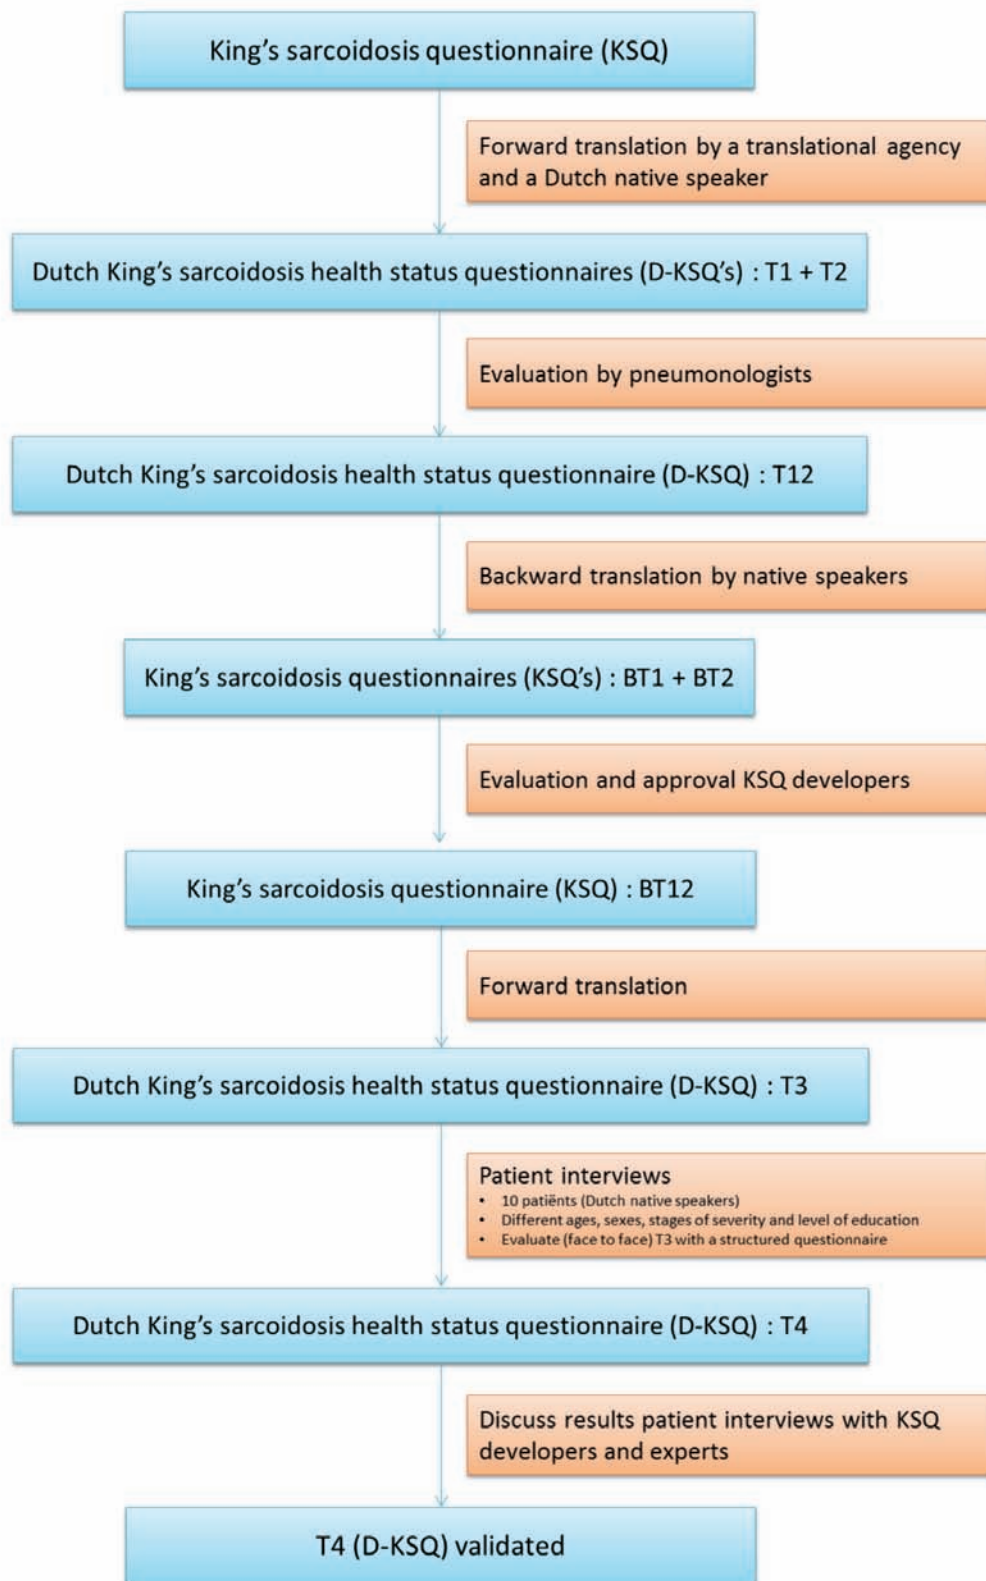 King's sarcoidosis questionnaire (KSQ)
Forward translation by a translational agency
and a Dutch native speaker
Dutch King's sarcoidosis health status questionnaires (D-KSQ's) : T1 + T2
Evaluation by pneumonologists
Dutch King's sarcoidosis health status questionnaire (D-KSQ) : T12
Backward translation by native speakers
King's sarcoidosis questionnaires (KSQ's) : BT1 + BT2
Evaluation and approval KSQ developers
King's sarcoidosis questionnaire (KSQ) : BT12
Forward translation
Dutch King's sarcoidosis health status questionnaire (D-KSQ) : T3
Patient interviews
• 10 patiënts (Dutch native speakers)
• Different ages, sexes, stages of severity and level of education
• Evaluate (face to face) T3 with a structured questionnaire
Dutch King's sarcoidosis health status questionnaire (D-KSQ) : T4
Discuss results patient interviews with KSQ
developers and experts
T4 (D-KSQ) validated